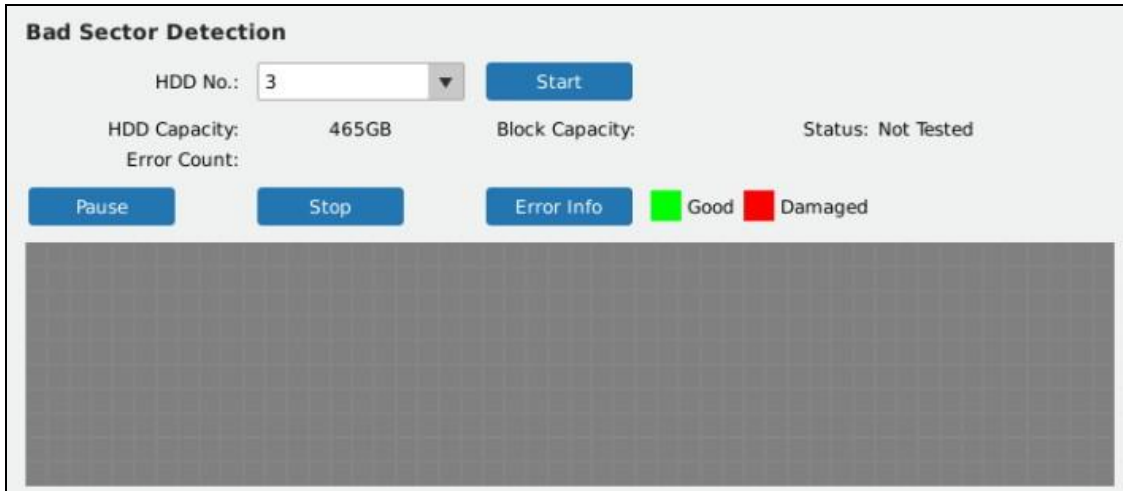 Bad Sector Detection
HDD No.: 3 Start
HDD Capacity: 465GB Block Capacity: Status: Not Tested
Error Count:
Pause Stop Error Info Good Damaged